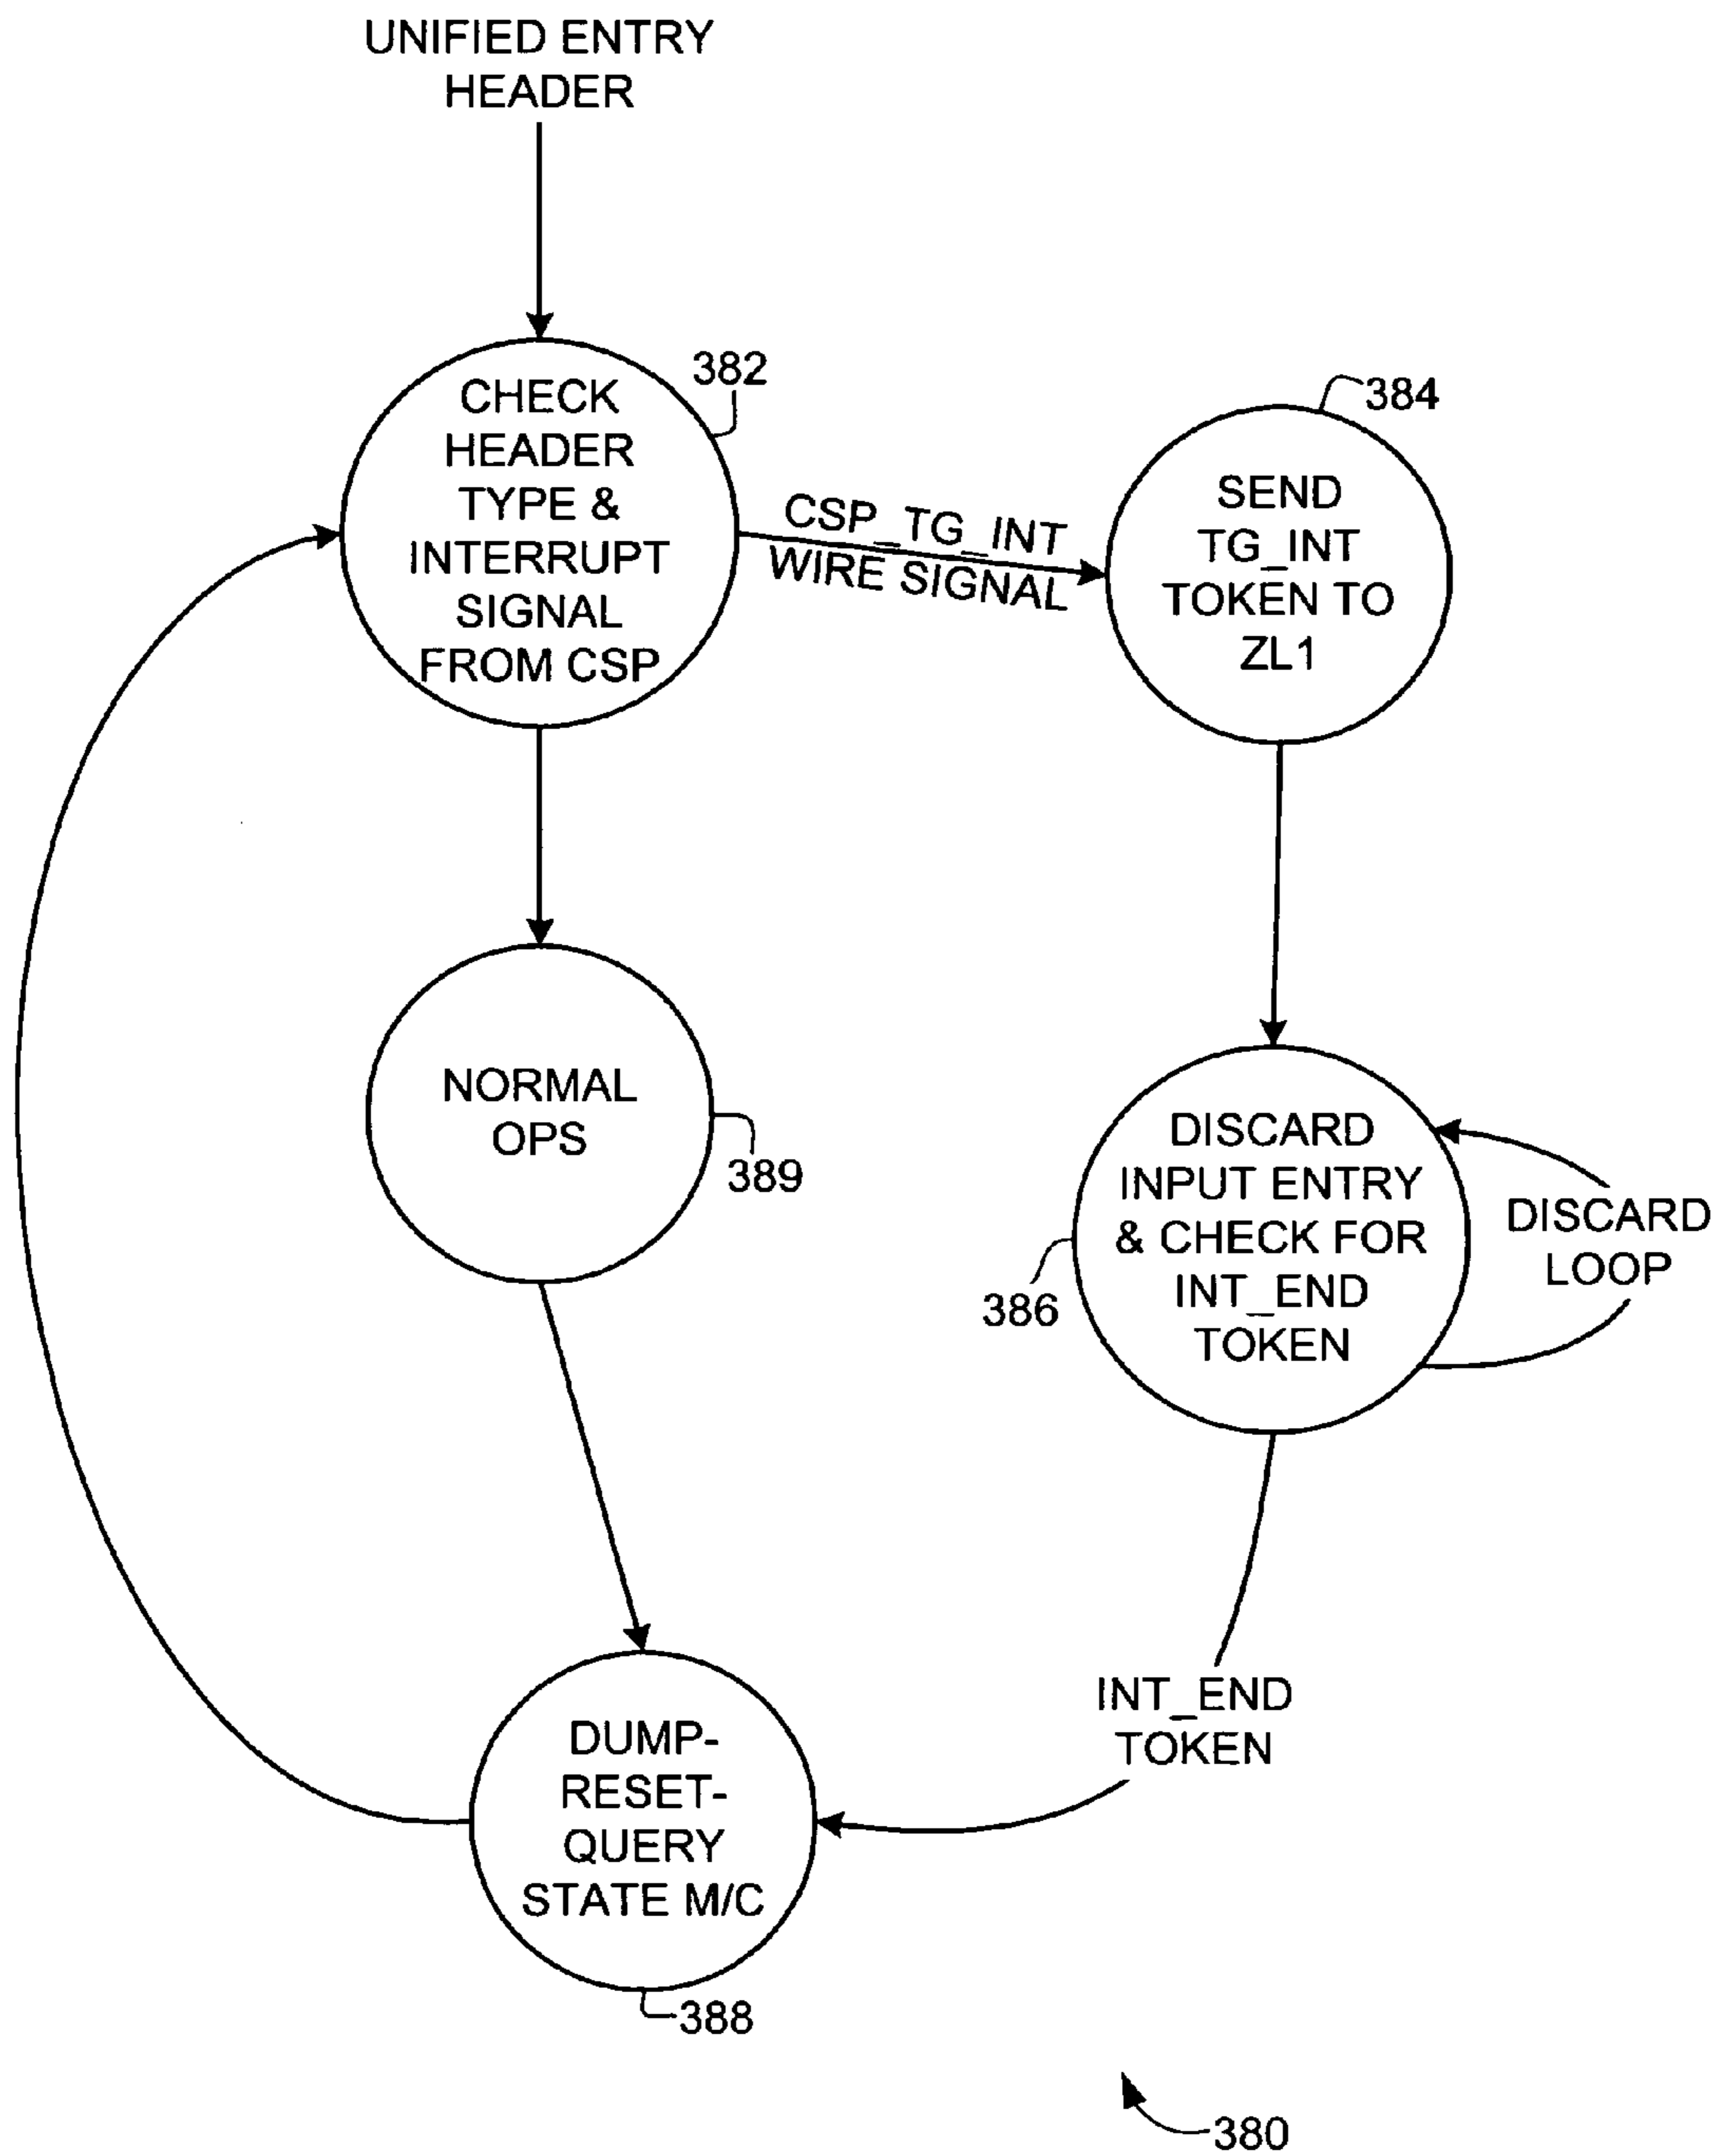 UNIFIED ENTRY
HEADER
382
CHECK
HEADER
TYPE &
INTERRUPT
SIGNAL
FROM CSP
CSP_TG_INT
WIRE SIGNAL
384
SEND
TG_INT
TOKEN TO
ZL1
NORMAL
OPS
389
DISCARD
INPUT ENTRY
& CHECK FOR
INT_END
TOKEN
386
DISCARD
LOOP
INT_END
TOKEN
DUMP-
RESET-
QUERY
STATE M/C
388
380